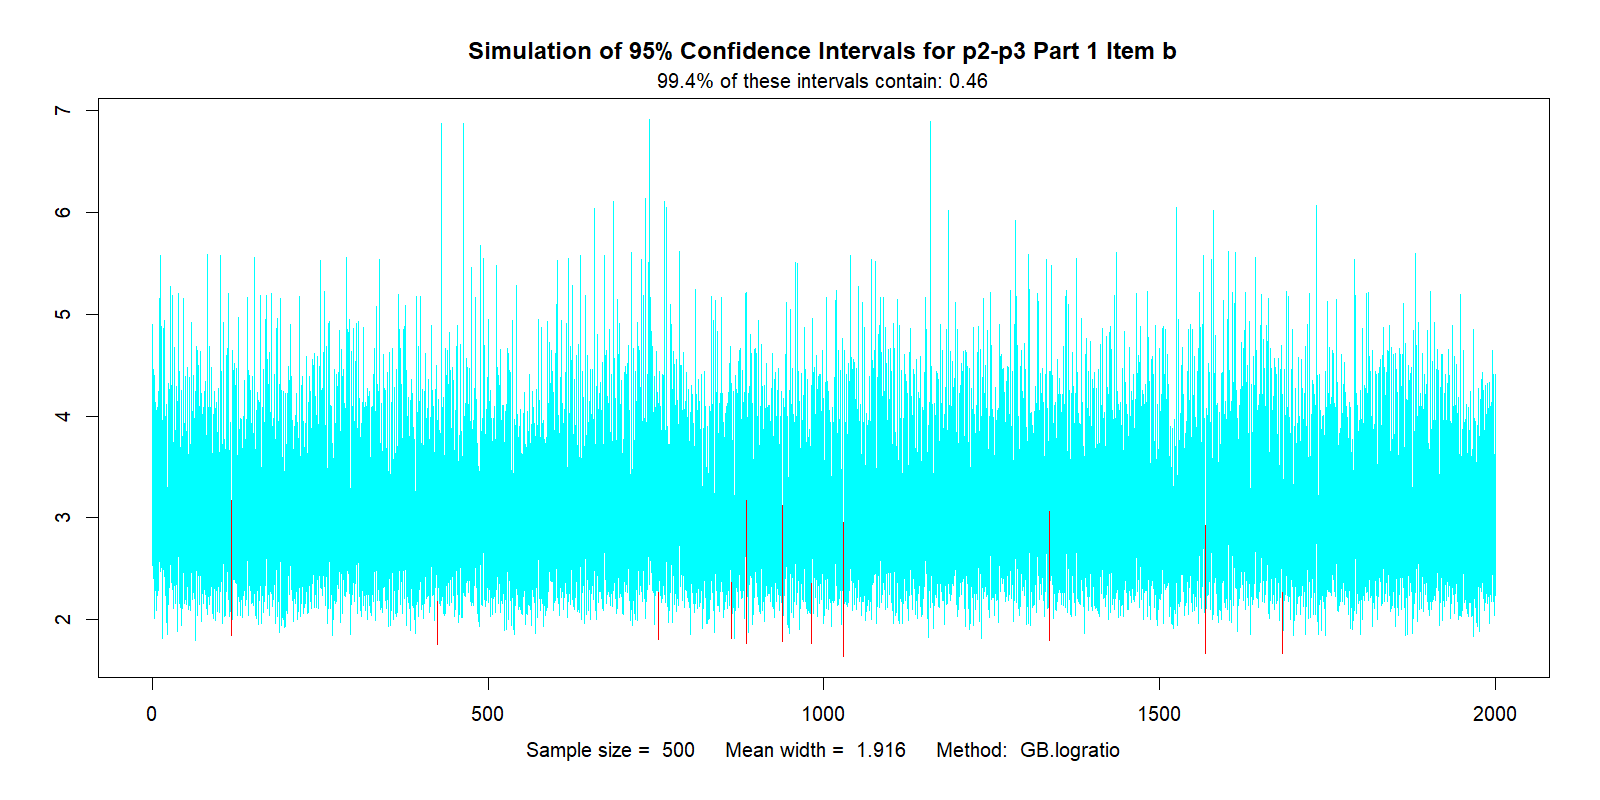 Simulation of 95% Confidence Intervals for p2-p3 Part 1 Item b
99.4% of these intervals contain: 0.46
7
6
5
4
3
2
0 500 1000 1500 2000
Sample size = 500 Mean width = 1.916 Method: GB.logratio